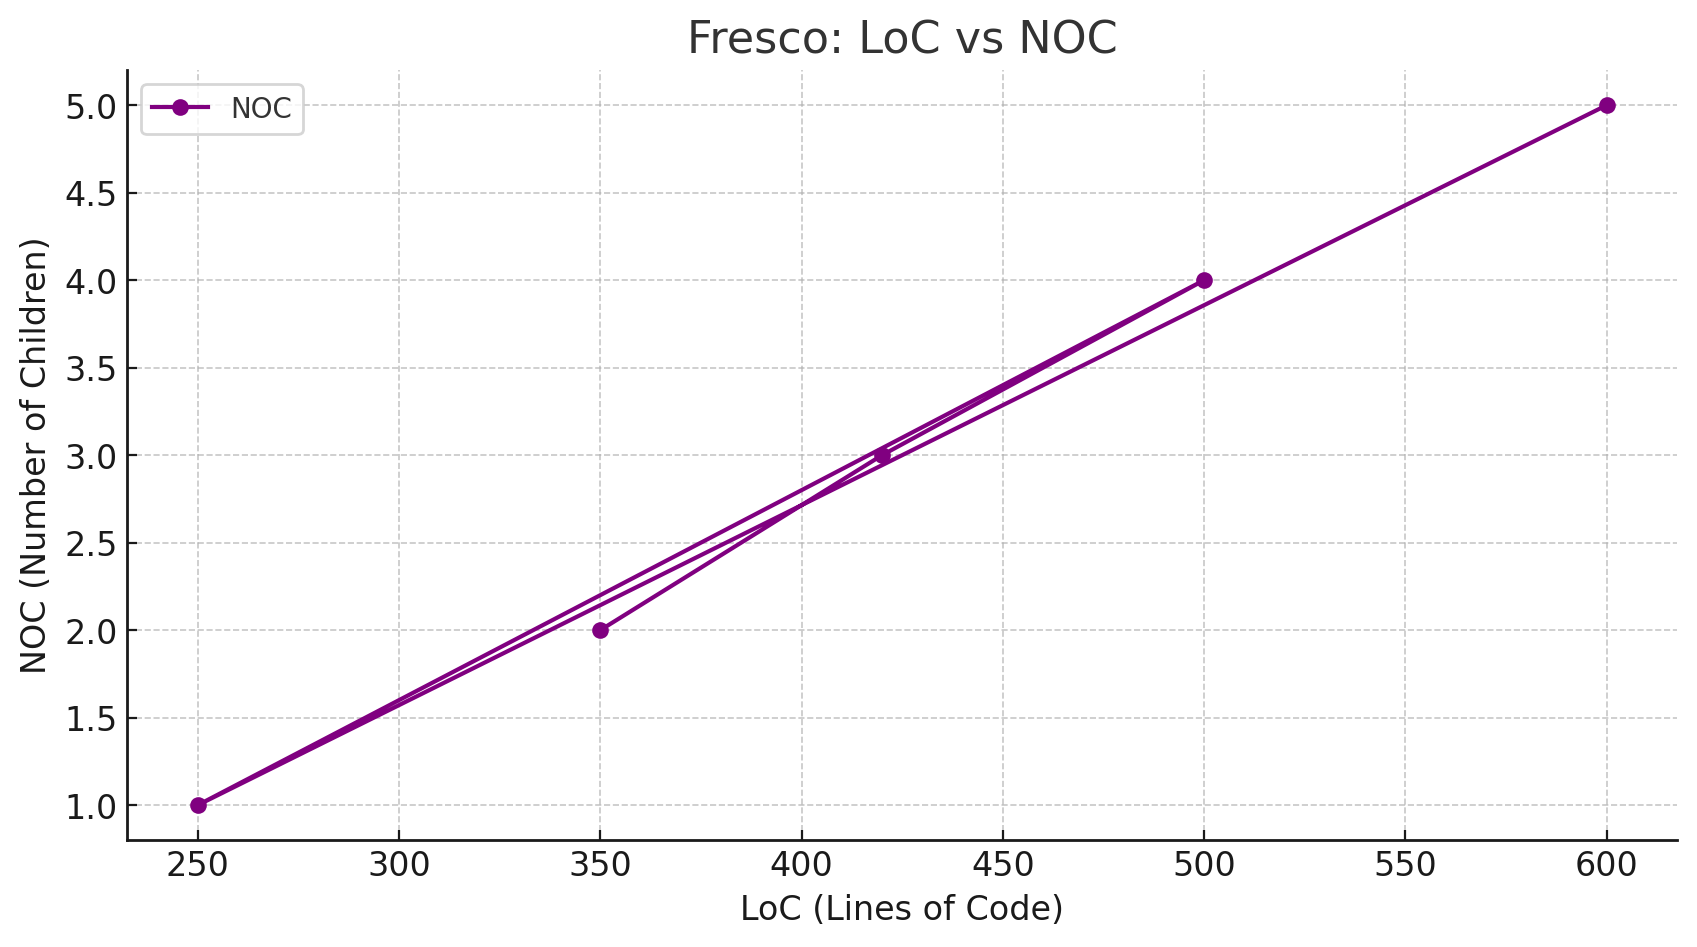 Fresco: LoC vs NOC
NOC
5.0
4.5
4.0
3.5
3.0
2.5
2.0
1.5
1.0
NOC (Number of Children)
250 300 350 400 450 500 550 600
LoC (Lines of Code)